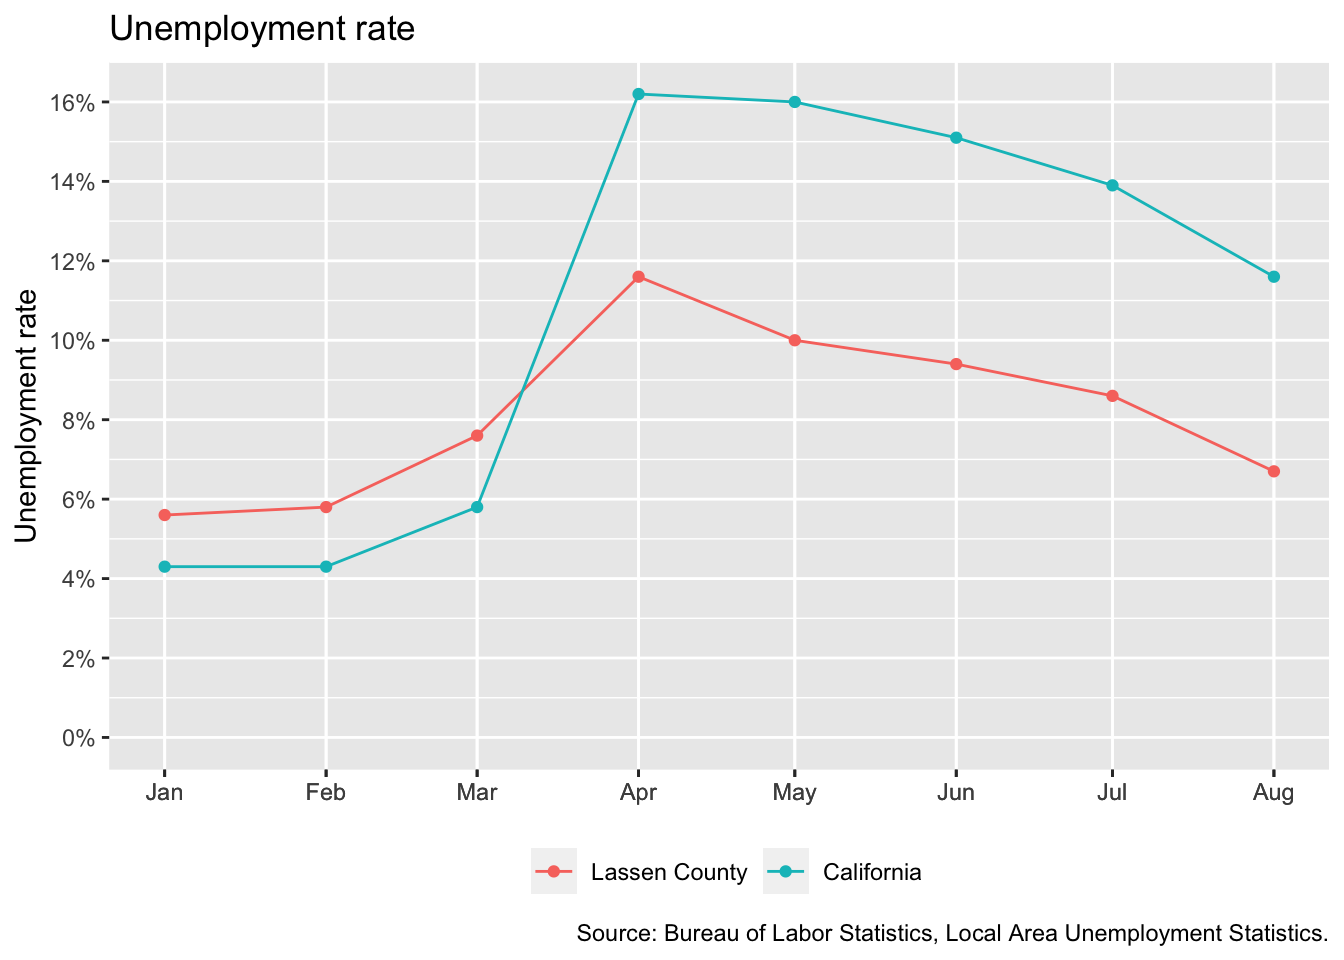 Unemployment rate
Unemployment rate
16%
14%
12%
10%
8%
6%
4%
2%
0%
Jan Feb Mar Apr May Jun Jul Aug
Lassen County California
Source: Bureau of Labor Statistics, Local Area Unemployment Statistics.